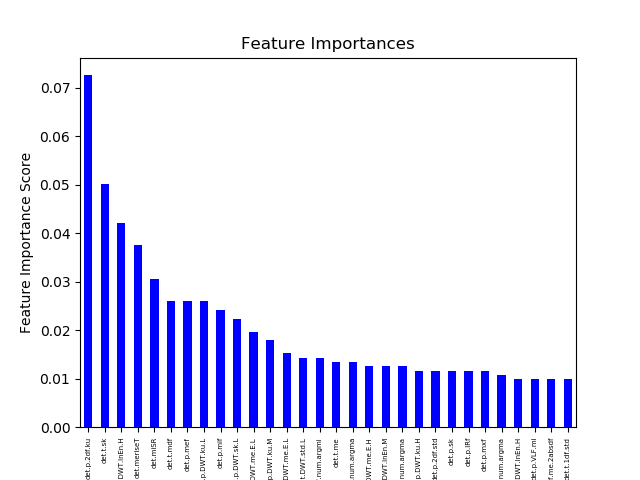 Feature Importances
Feature Importance Score
0.07
0.06
0.05
0.04
0.03
0.02
0.01
0.00
det.p.2df.ku
det.t.sk
DWT.lnEn.H
det.meriseT
det.mISR
det.t.mdf
det.p.mef
.p.DWT.ku.L
det.p.mif
.p.DWT.sk.L
DWT.me.E.L
p.DWT.ku.M
DWT.me.E.L
t.DWT.std.L
.num.argmi
det.t.me
.num.argma
DWT.me.E.H
DWT.lnEn.M
num.argma
p.DWT.ku.H
det.p.2df.std
det.p.sk
det.p.iRf
det.p.mxf
num.argma
DWT.lnEn.H
det.p.VLF.mi
f.me.2absdf
det.t.1df.std